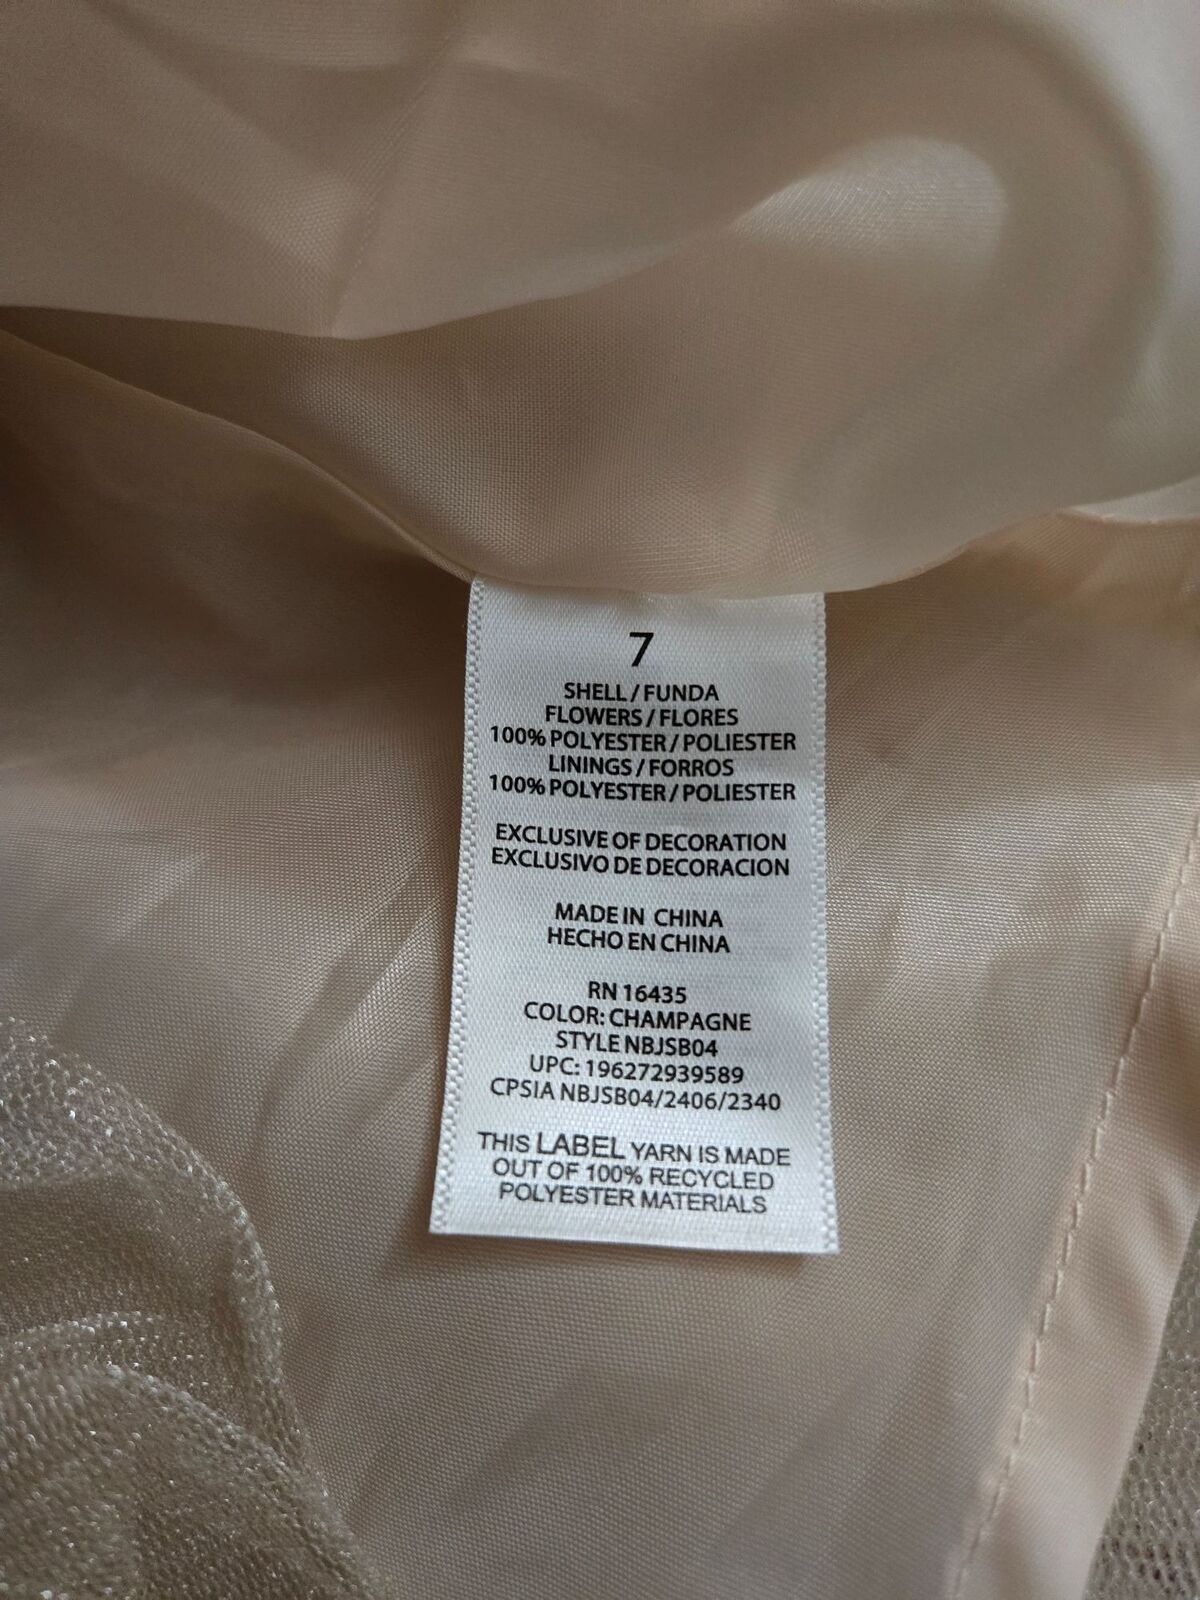 7
SHELL / FUNDA
FLOWERS / FLORES
100% POLYESTER / POLIESTER
LININGS / FORROS
100% POLYESTER / POLIESTER
EXCLUSIVE OF DECORATION
EXCLUSIVO DE DECORACION
MADE IN CHINA
HECHO EN CHINA
RN 16435
COLOR: CHAMPAGNE
STYLE NBJSB04
UPC: 196272939589
CPSIA NBJSB04/2406/2340
THIS LABEL YARN IS MADE
OUT OF 100% RECYCLED
POLYESTER MATERIALS